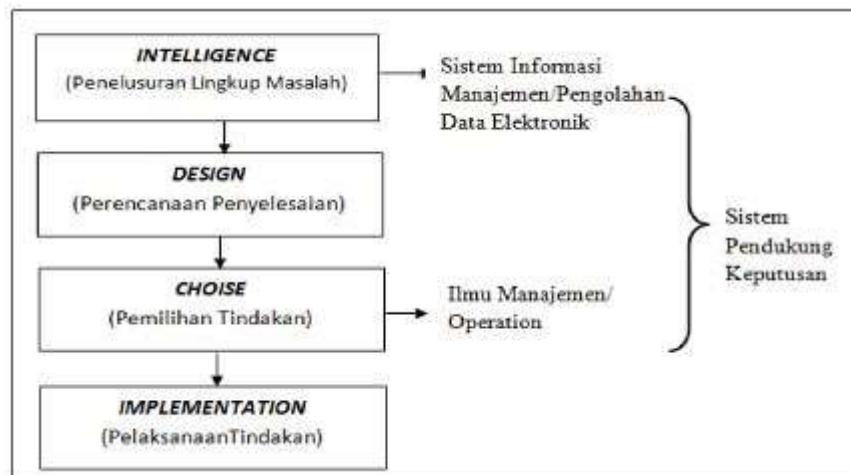 INTELLIGENCE
(Penelusuran Lingkup Masalah)
Sistem Informasi
Manajemen/Pengolahan
Data Elektronik
DESIGN
(Perencanaan Penyelesaian)
Sistem
Pendukung
Keputusan
CHOISE
(Pemilihan Tindakan)
Ilmu Manajemen/
Operation
IMPLEMENTATION
(PelaksanaanTindakan)